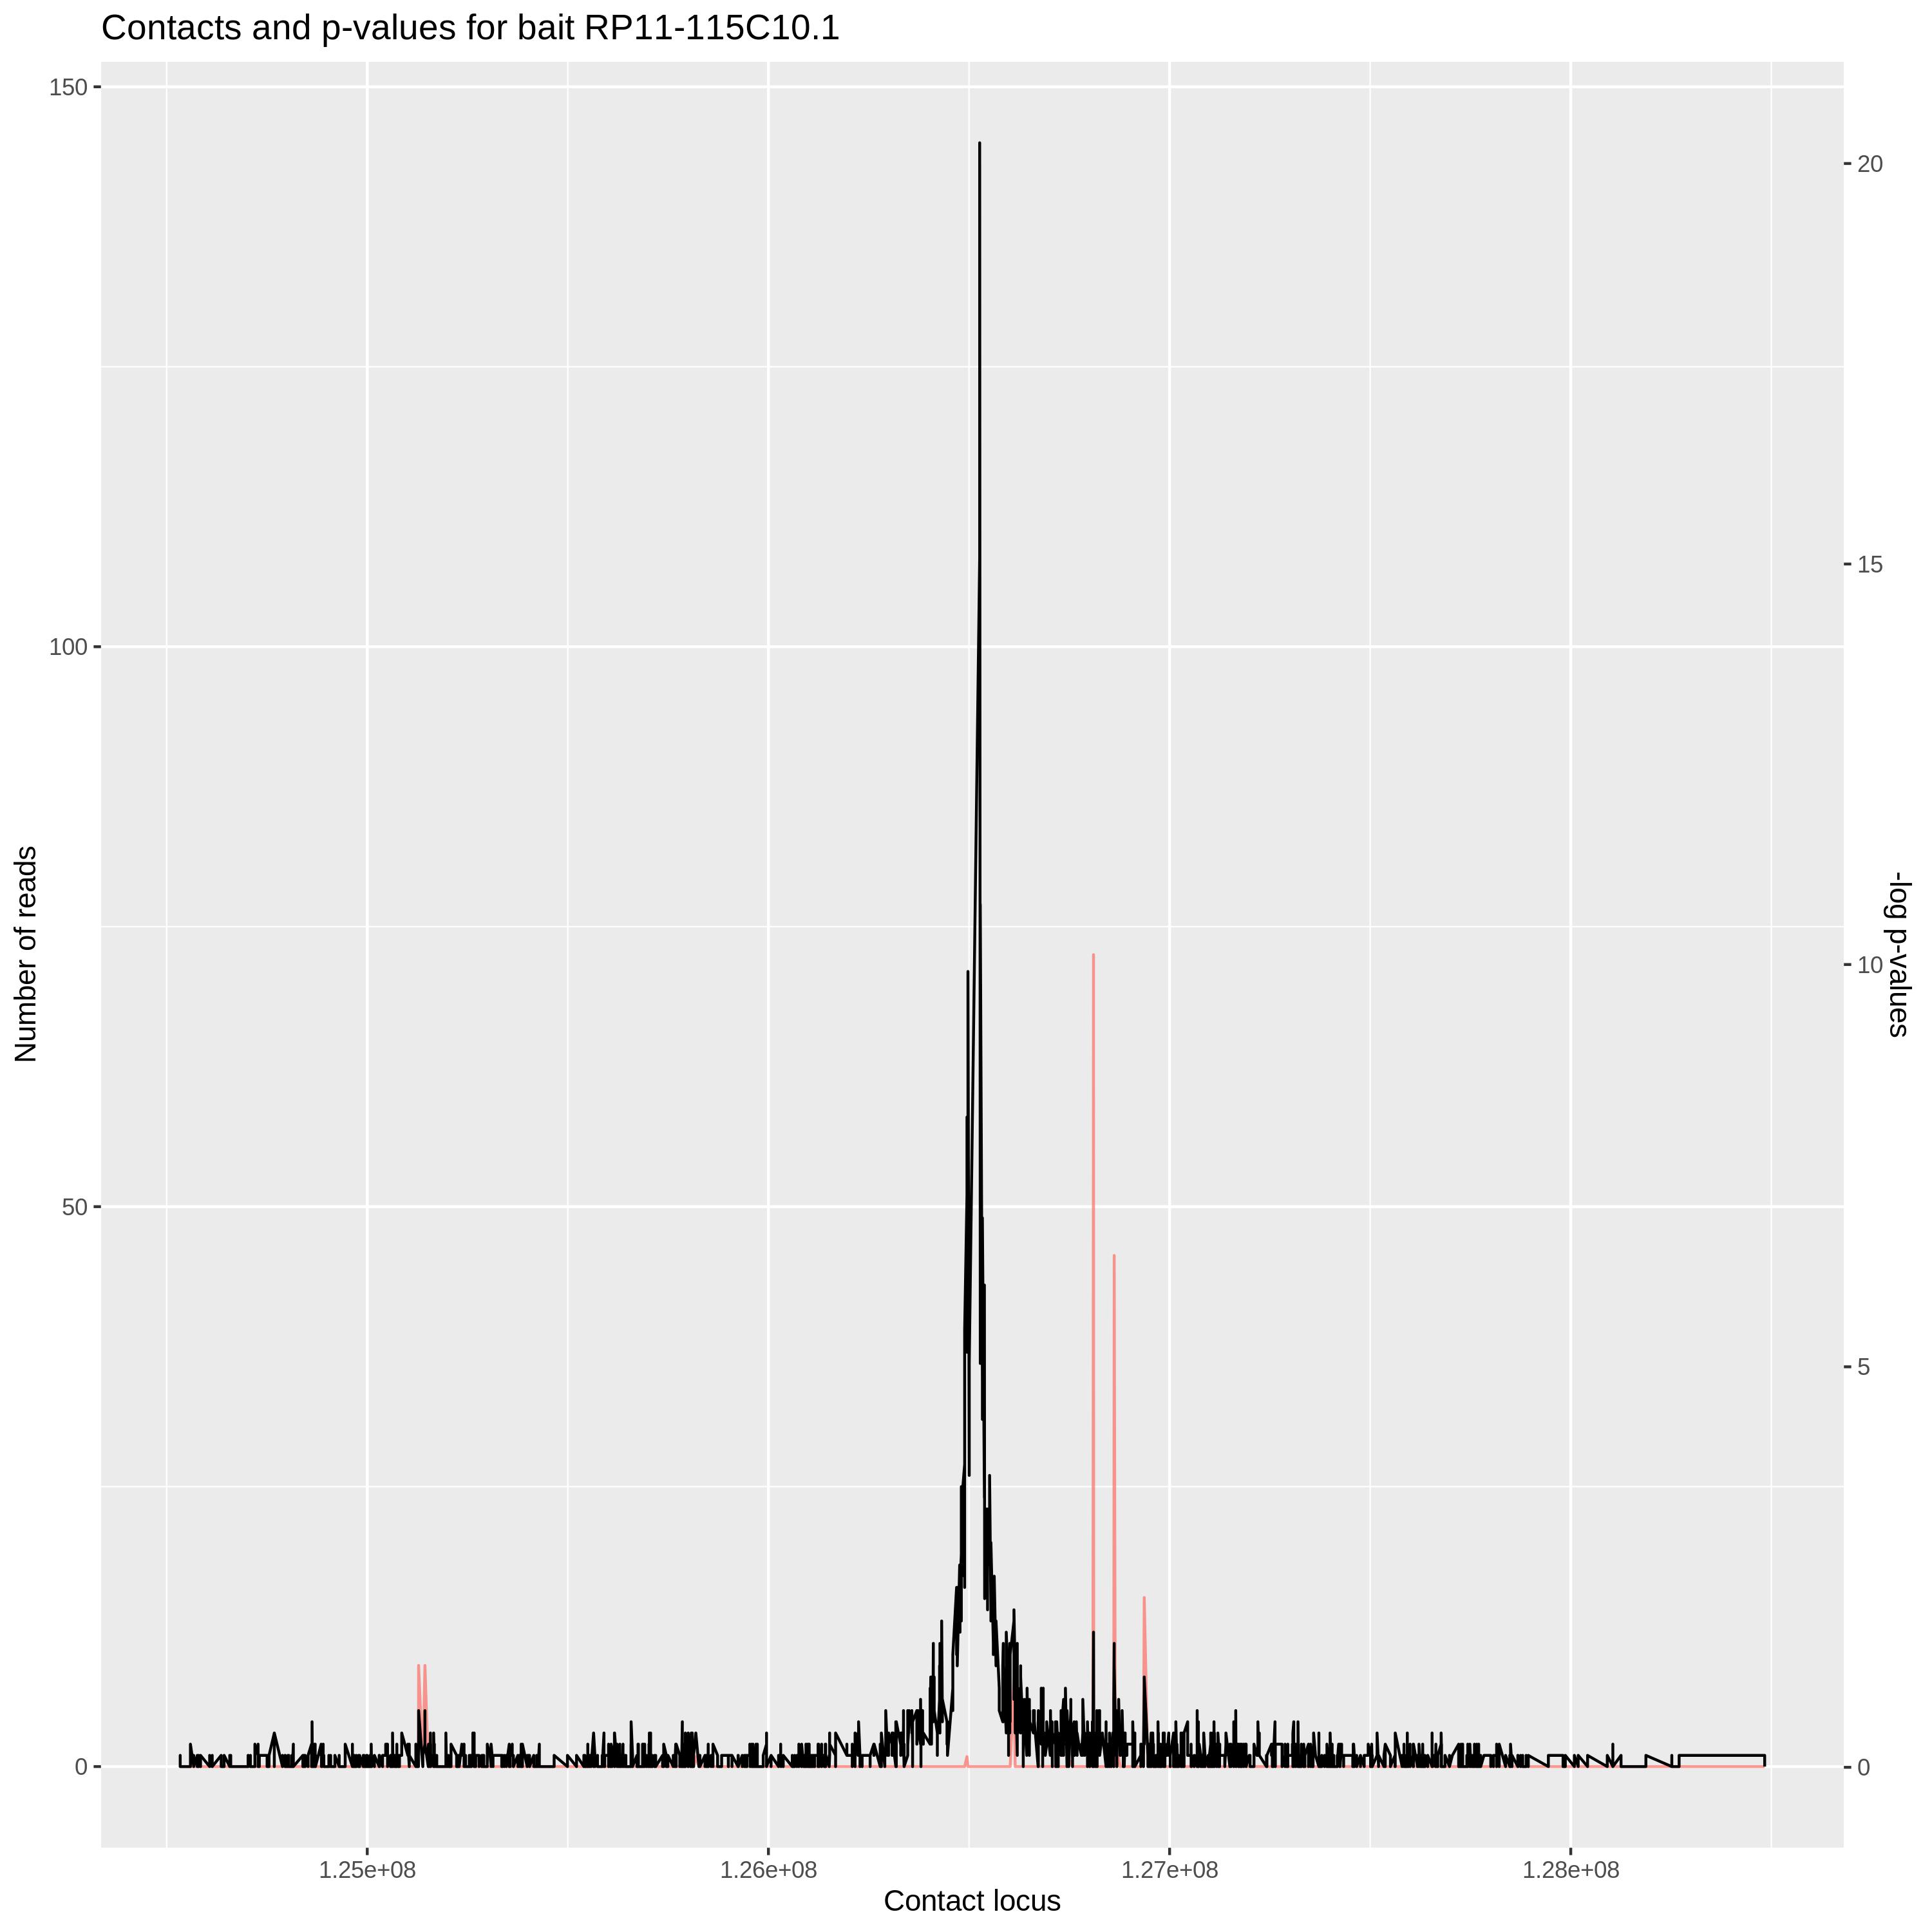 Contacts and p-values for bait RP11-115C10.1
150
100
50
0
Number of reads
20
15
10
5
0
-log p-values
1.25e+08
1.26e+08
1.27e+08
1.28e+08
Contact locus